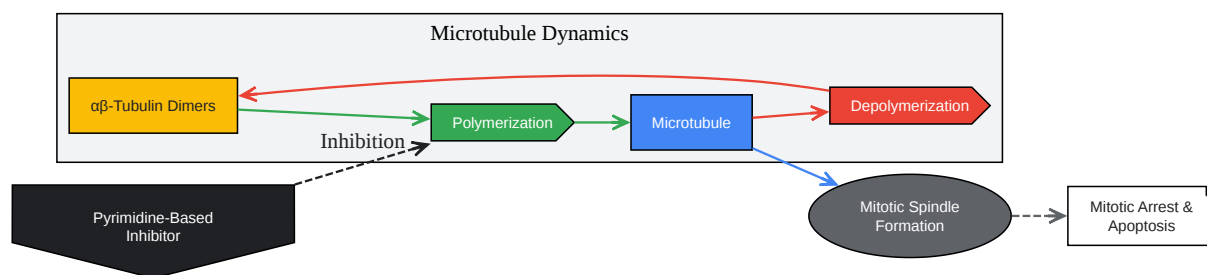 Microtubule Dynamics
αβ-Tubulin Dimers
Polymerization
Microtubule
Depolymerization
Inhibition
Pyrimidine-Based
Inhibitor
Mitotic Spindle
Formation
Mitotic Arrest &
Apoptosis